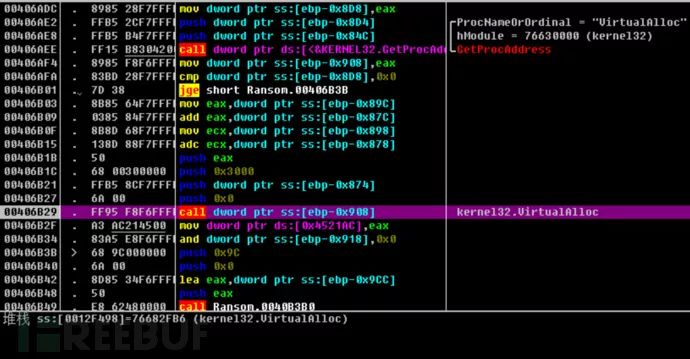 00406ADC . 8985 28F7FFFF mov dword ptr ss:[ebp-0x8D8],eax
00406AE2 . FFB5 2CF7FFFF push dword ptr ss:[ebp-0x8D4] ProcNameOrOrdinal = "VirtualAlloc"
00406AE8 . FFB5 B4F7FFFF push dword ptr ss:[ebp-0x84C] hModule = 76630000 (kernel32)
00406AEE . FF15 B8304200 call dword ptr ds:[<&KERNEL32.GetProcAddr GetProcAddress
00406AF4 . 8985 F8F6FFFF mov dword ptr ss:[ebp-0x908],eax
00406AFA . 83BD 28F7FFFF cmp dword ptr ss:[ebp-0x8D8],0x0
00406B01 . 7D 38 jge short Ransom.00406B3B
00406B03 . 8B85 64F7FFFF mov eax,dword ptr ss:[ebp-0x89C]
00406B09 . 0385 84F7FFFF add eax,dword ptr ss:[ebp-0x87C]
00406B0F . 8B8D 68F7FFFF mov ecx,dword ptr ss:[ebp-0x898]
00406B15 . 138D 88F7FFFF adc ecx,dword ptr ss:[ebp-0x878]
00406B1B . 50 push eax
00406B1C . 68 00300000 push 0x3000
00406B21 . FFB5 8CF7FFFF push dword ptr ss:[ebp-0x874]
00406B27 . 6A 00 push 0x0
00406B29 . FF95 F8F6FFFF call dword ptr ss:[ebp-0x908] kernel32.VirtualAlloc
00406B2F . A3 AC214500 mov dword ptr ds:[0x4521AC],eax
00406B34 . 83A5 E8F6FFFF and dword ptr ss:[ebp-0x918],0x0
00406B3B > 68 9C000000 push 0x9C
00406B40 . 6A 00 push 0x0
00406B42 . 8D85 34F6FFFF lea eax,dword ptr ss:[ebp-0x9CC]
00406B48 . 50 push eax
00406B49 . E8 62480000 call Ransom.0040B3B0
堆栈 ss:[0012F498]=76682FB6 (kernel32.VirtualAlloc)
FREEBUF